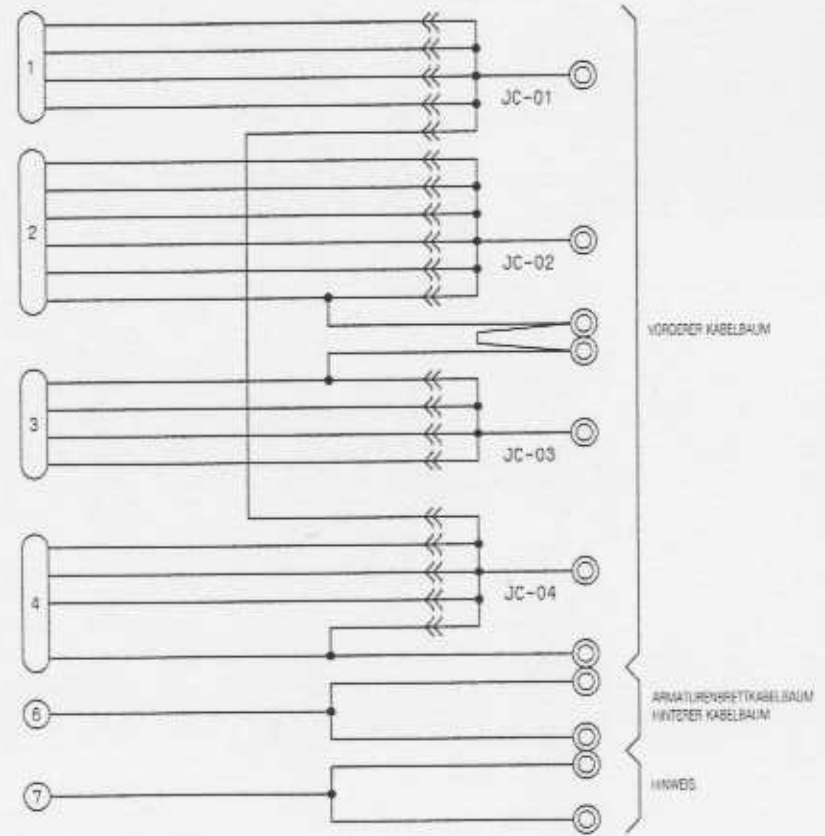 1
JC-01
2
JC-02
VORDERER KABELBAUM
3
JC-03
4
JC-04
6
ARMATURENBRETTKABELBAUM
HINTERER KABELBAUM
7
HINWEIS